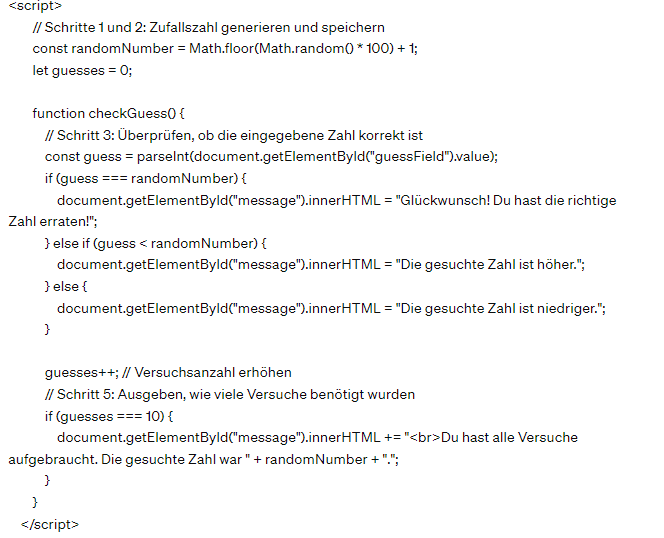 <script>
// Schritte 1 und 2: Zufallszahl generieren und speichern
const randomNumber = Math.floor(Math.random() * 100) + 1;
let guesses = 0;
function checkGuess() {
// Schritt 3: Überprüfen, ob die eingegebene Zahl korrekt ist
const guess = parseInt(document.getElementById("guessField").value);
if (guess === randomNumber) {
document.getElementById("message").innerHTML = "Glückwunsch! Du hast die richtige
Zahl erraten!";
} else if (guess < randomNumber) {
document.getElementById("message").innerHTML = "Die gesuchte Zahl ist höher.";
} else {
document.getElementById("message").innerHTML = "Die gesuchte Zahl ist niedriger.";
}
guesses++; // Versuchsanzahl erhöhen
// Schritt 5: Ausgeben, wie viele Versuche benötigt wurden
if (guesses === 10) {
document.getElementById("message").innerHTML += "<br>Du hast alle Versuche
aufgebraucht. Die gesuchte Zahl war " + randomNumber + ".";
}
}
</script>